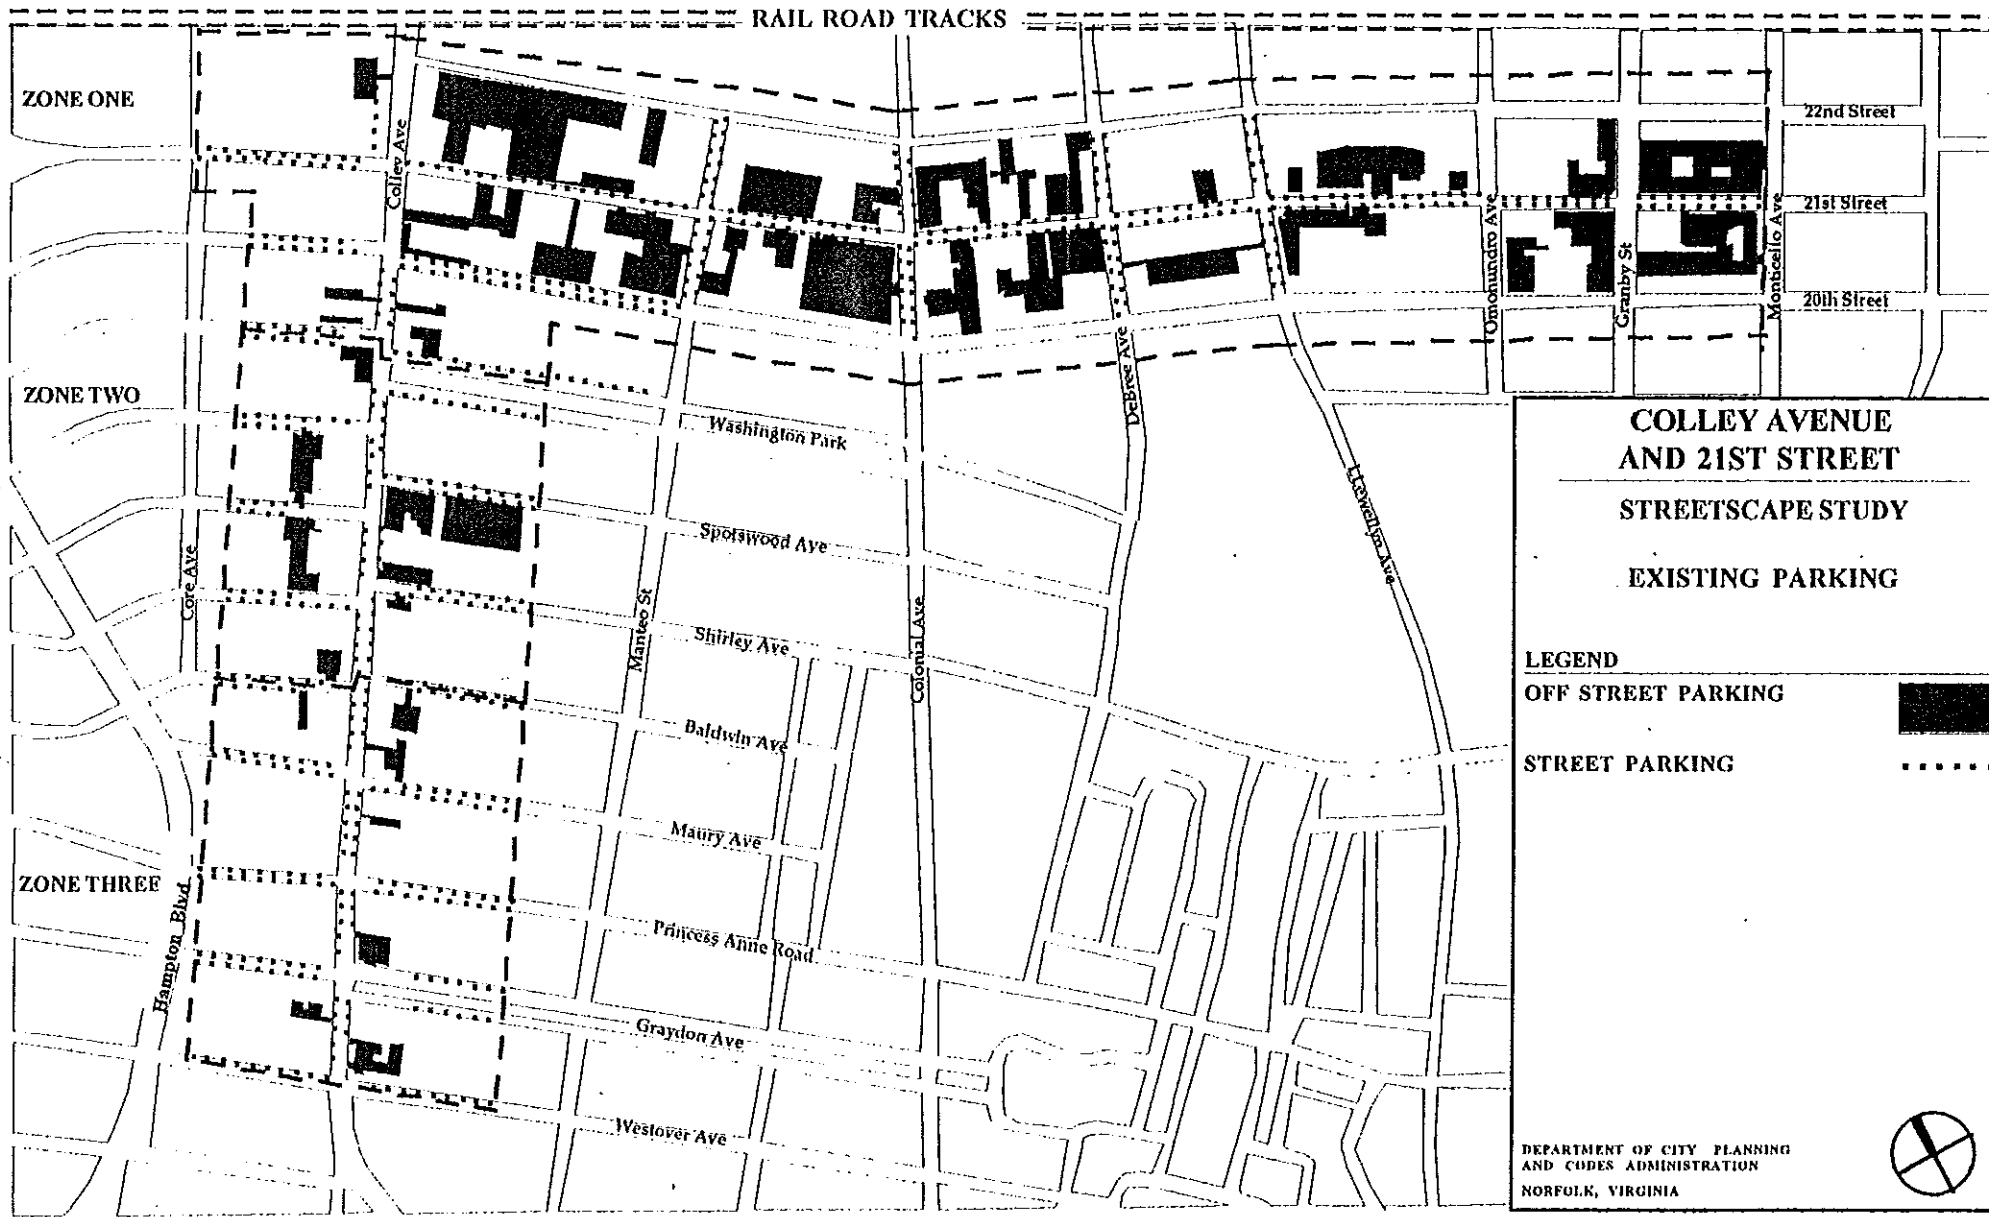 RAIL ROAD TRACKS
ZONE ONE
Colley Ave
22nd Street
21st Street
20th Street
Omonundro Ave
Granby St
Monticello Ave
ZONE TWO
DeBree Ave
Washington Park
Llewellyn Ave
Spotswood Ave
Core Ave
Manteo St
Shirley Ave
Colonial Ave
Baldwin Ave
Maury Ave
ZONE THREE
Hampton Blvd
Princess Anne Road
Graydon Ave
Westover Ave
COLLEY AVENUE
AND 21ST STREET
STREETSCAPE STUDY
EXISTING PARKING
LEGEND
OFF STREET PARKING
STREET PARKING
DEPARTMENT OF CITY PLANNING
AND CODES ADMINISTRATION
NORFOLK, VIRGINIA